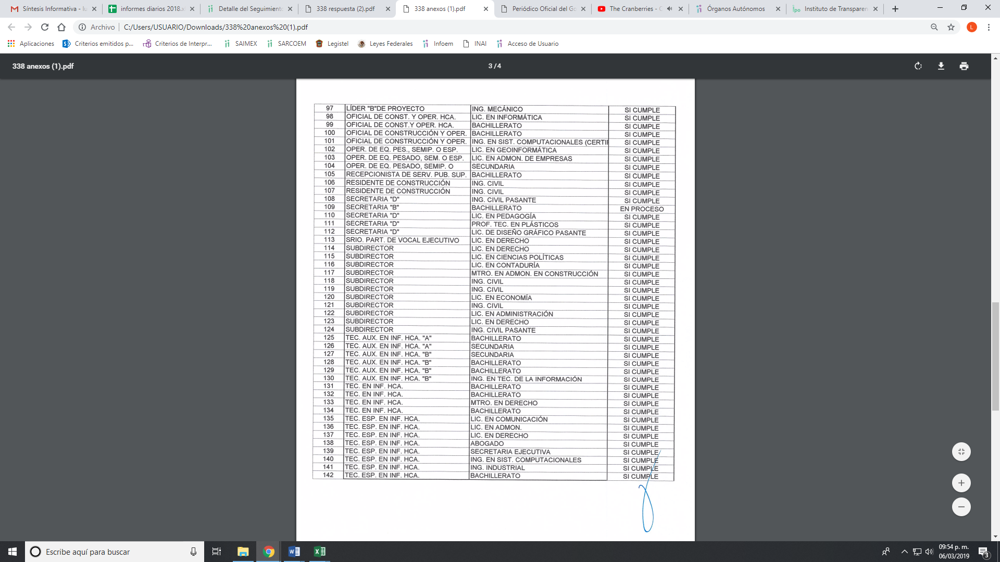 Síntesis Informativa - lu
informes diarios 2018.x
Detalle del Seguimiento
338 respuesta (2).pdf
338 anexos (1).pdf
Periódico Oficial del Go
The Cranberries - C
Órganos Autónomos
Instituto de Transparen
Archivo C:/Users/USUARIO/Downloads/338%20anexos%20(1).pdf
L
Aplicaciones Criterios emitidos p... Criterios de Interpr... SAIMEX SARCOEM Legistel Leyes Federales Infoem INAI Acceso de Usuario
338 anexos (1).pdf 3 / 4
97 LÍDER "B"DE PROYECTO ING. MECÁNICO SI CUMPLE
98 OFICIAL DE CONST. Y OPER. HCA. LIC. EN INFORMÁTICA SI CUMPLE
99 OFICIAL DE CONST.Y OPER. HCA. BACHILLERATO SI CUMPLE
100 OFICIAL DE CONSTRUCCIÓN Y OPER. BACHILLERATO SI CUMPLE
101 OFICIAL DE CONSTRUCCIÓN Y OPER. ING. EN SIST. COMPUTACIONALES (CERTIF SI CUMPLE
102 OPER. DE EQ. PES., SEMIP. O ESP. LIC. EN GEOINFORMÁTICA SI CUMPLE
103 OPER. DE EQ. PESADO, SEM. O ESP. LIC. EN ADMON. DE EMPRESAS SI CUMPLE
104 OPER. DE EQ. PESADO, SEMIP. O SECUNDARIA SI CUMPLE
105 RECEPCIONISTA DE SERV. PUB. SUP. BACHILLERATO SI CUMPLE
106 RESIDENTE DE CONSTRUCCIÓN ING. CIVIL SI CUMPLE
107 RESIDENTE DE CONSTRUCCIÓN ING. CIVIL SI CUMPLE
108 SECRETARIA "D" ING. CIVIL PASANTE SI CUMPLE
109 SECRETARIA "B" BACHILLERATO EN PROCESO
110 SECRETARIA "D" LIC. EN PEDAGOGÍA SI CUMPLE
111 SECRETARIA "D" PROF. TEC. EN PLÁSTICOS SI CUMPLE
112 SECRETARIA "D" LIC. DE DISEÑO GRÁFICO PASANTE SI CUMPLE
113 SRIO. PART. DE VOCAL EJECUTIVO LIC. EN DERECHO SI CUMPLE
114 SUBDIRECTOR LIC. EN DERECHO SI CUMPLE
115 SUBDIRECTOR LIC. EN CIENCIAS POLÍTICAS SI CUMPLE
116 SUBDIRECTOR LIC. EN CONTADURÍA SI CUMPLE
117 SUBDIRECTOR MTRO. EN ADMON. EN CONSTRUCCIÓN SI CUMPLE
118 SUBDIRECTOR ING. CIVIL SI CUMPLE
119 SUBDIRECTOR ING. CIVIL SI CUMPLE
120 SUBDIRECTOR LIC. EN ECONOMÍA SI CUMPLE
121 SUBDIRECTOR ING. CIVIL SI CUMPLE
122 SUBDIRECTOR LIC. EN ADMINISTRACIÓN SI CUMPLE
123 SUBDIRECTOR LIC. EN DERECHO SI CUMPLE
124 SUBDIRECTOR ING. CIVIL PASANTE SI CUMPLE
125 TEC. AUX. EN INF. HCA. "A" BACHILLERATO SI CUMPLE
126 TEC. AUX. EN INF. HCA. "A" SECUNDARIA SI CUMPLE
127 TEC. AUX. EN INF. HCA. "B" SECUNDARIA SI CUMPLE
128 TEC. AUX. EN INF. HCA. "B" BACHILLERATO SI CUMPLE
129 TEC. AUX. EN INF. HCA. "B" BACHILLERATO SI CUMPLE
130 TEC. AUX. EN INF. HCA. "B" ING. EN TEC. DE LA INFORMACIÓN SI CUMPLE
131 TEC. EN INF. HCA. BACHILLERATO SI CUMPLE
132 TEC. EN INF. HCA. BACHILLERATO SI CUMPLE
133 TEC. EN INF. HCA. MTRO. EN DERECHO SI CUMPLE
134 TEC. EN INF. HCA. BACHILLERATO SI CUMPLE
135 TEC. ESP. EN INF. HCA. LIC. EN COMUNICACIÓN SI CUMPLE
136 TEC. ESP. EN INF. HCA. LIC. EN ADMON. SI CUMPLE
137 TEC. ESP. EN INF. HCA. LIC. EN DERECHO SI CUMPLE
138 TEC. ESP. EN INF. HCA. ABOGADO SI CUMPLE
139 TEC. ESP. EN INF. HCA. SECRETARIA EJECUTIVA SI CUMPLE
140 TEC. ESP. EN INF. HCA. ING. EN SIST. COMPUTACIONALES SI CUMPLE
141 TEC. ESP. EN INF. HCA. ING. INDUSTRIAL SI CUMPLE
142 TEC. ESP. EN INF. HCA. BACHILLERATO SI CUMPLE
Escribe aquí para buscar
09:54 p. m.
06/03/2019
3